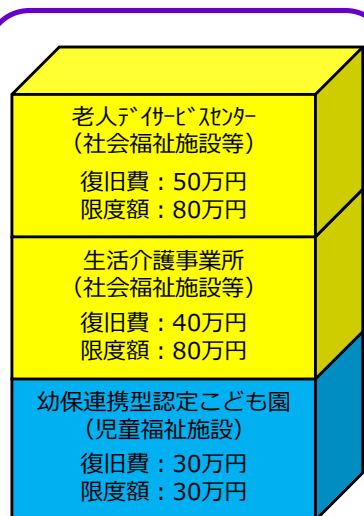 老人ﾃﾞｲｻｰﾋﾞｽｾﾝﾀｰ
（社会福祉施設等）
復旧費：50万円
限度額：80万円
生活介護事業所
（社会福祉施設等）
復旧費：40万円
限度額：80万円
幼保連携型認定こども園
（児童福祉施設）
復旧費：30万円
限度額：30万円